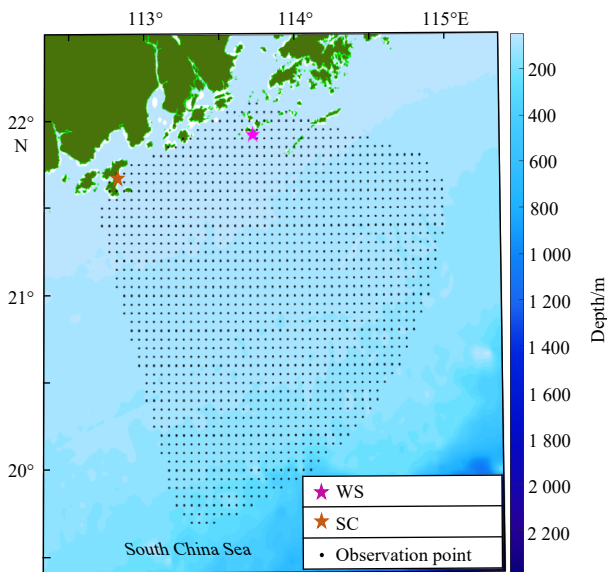 113° 114° 115°E
22°
N
21°
20°
WS
SC
Observation point
South China Sea
200
400
600
800
1 000
1 200
1 400
1 600
1 800
2 000
2 200
Depth/m